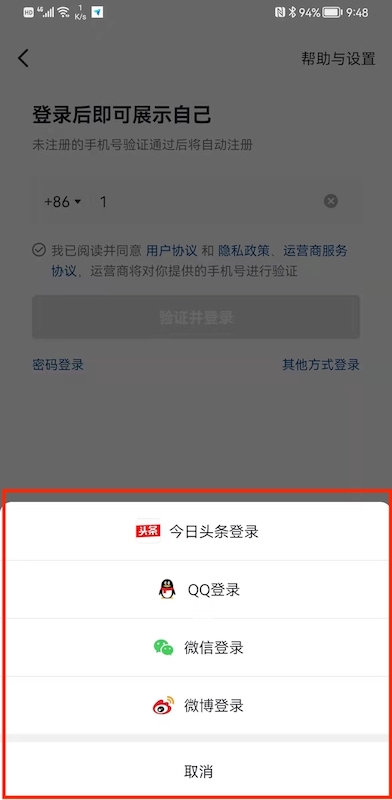 HD 4G 1 K/s 94% 9:48
帮助与设置
登录后即可展示自己
未注册的手机号验证通过后将自动注册
+86 1
我已阅读并同意 用户协议 和 隐私政策、运营商服务
协议，运营商将对你提供的手机号进行验证
验证并登录
密码登录 其他方式登录
头条 今日头条登录
QQ登录
微信登录
微博登录
取消